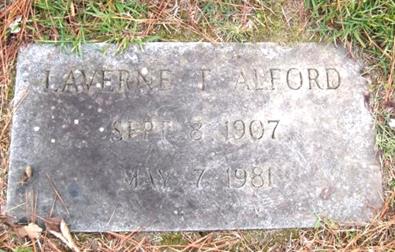 LAVERNE T ALFORD
SEPT 8 1907
MAY 7 1981